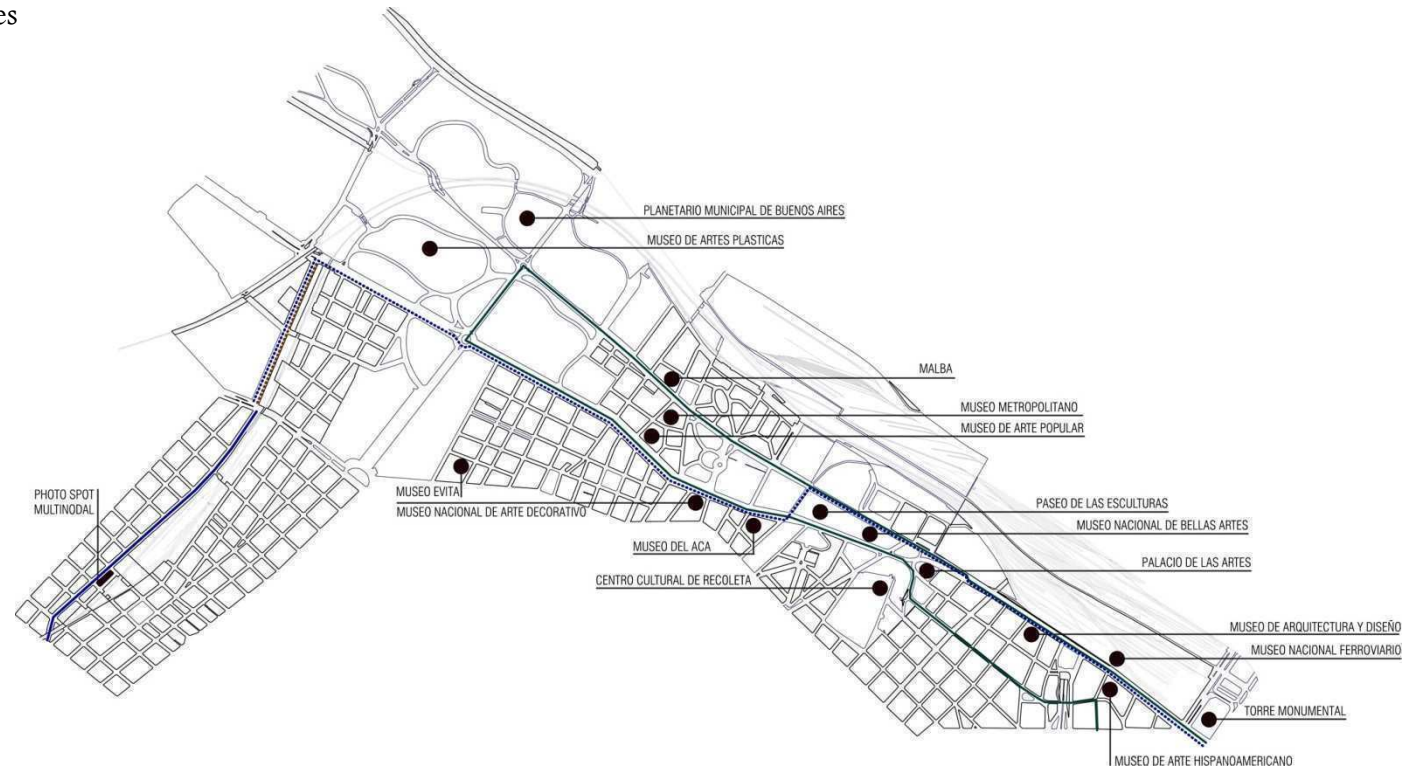 es
PLANETARIO MUNICIPAL DE BUENOS AIRES
MUSEO DE ARTES PLASTICAS
MALBA
MUSEO METROPOLITANO
MUSEO DE ARTE POPULAR
PHOTO SPOT
MULTINODAL
MUSEO EVITA
MUSEO NACIONAL DE ARTE DECORATIVO
PASEO DE LAS ESCULTURAS
MUSEO NACIONAL DE BELLAS ARTES
MUSEO DEL ACA
PALACIO DE LAS ARTES
CENTRO CULTURAL DE RECOLETA
MUSEO DE ARQUITECTURA Y DISEÑO
MUSEO NACIONAL FERROVIARIO
TORRE MONUMENTAL
MUSEO DE ARTE HISPANOAMERICANO